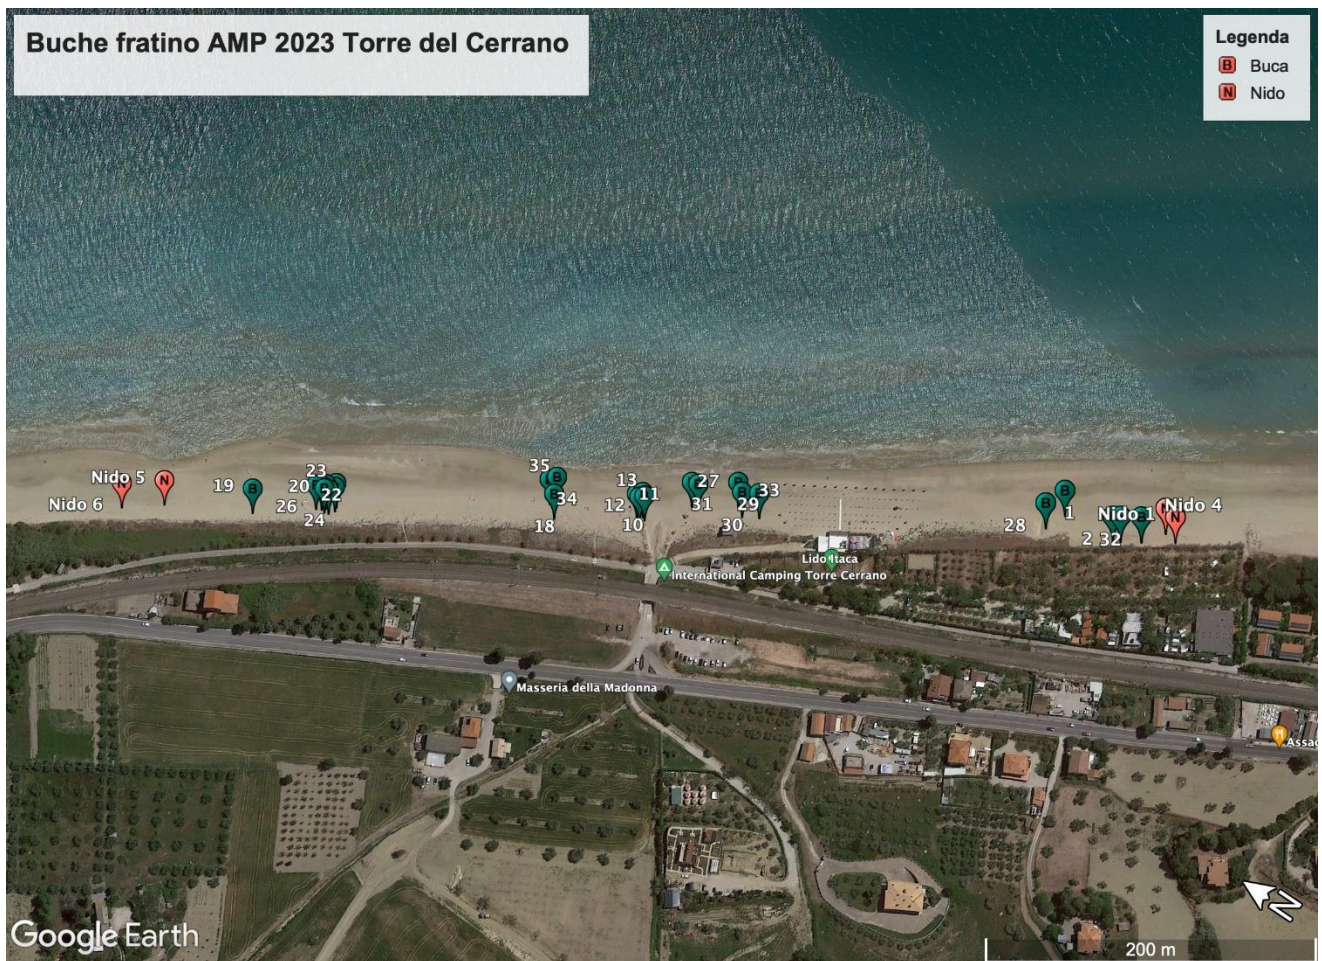 Buche fratino AMP 2023 Torre del Cerrano
Legenda
B Buca
N Nido
35
23
Nido 5
N
N
19
B
20
22
B
B
13
11
27
33
Nido 6
26
34
12
31
29
B
1
Nido 1
Nido 4
24
18
10
30
28
2
32
N
Lido Itaca
International Camping Torre Cerrano
Masseria della Madonna
Assag
N
Google Earth
200 m